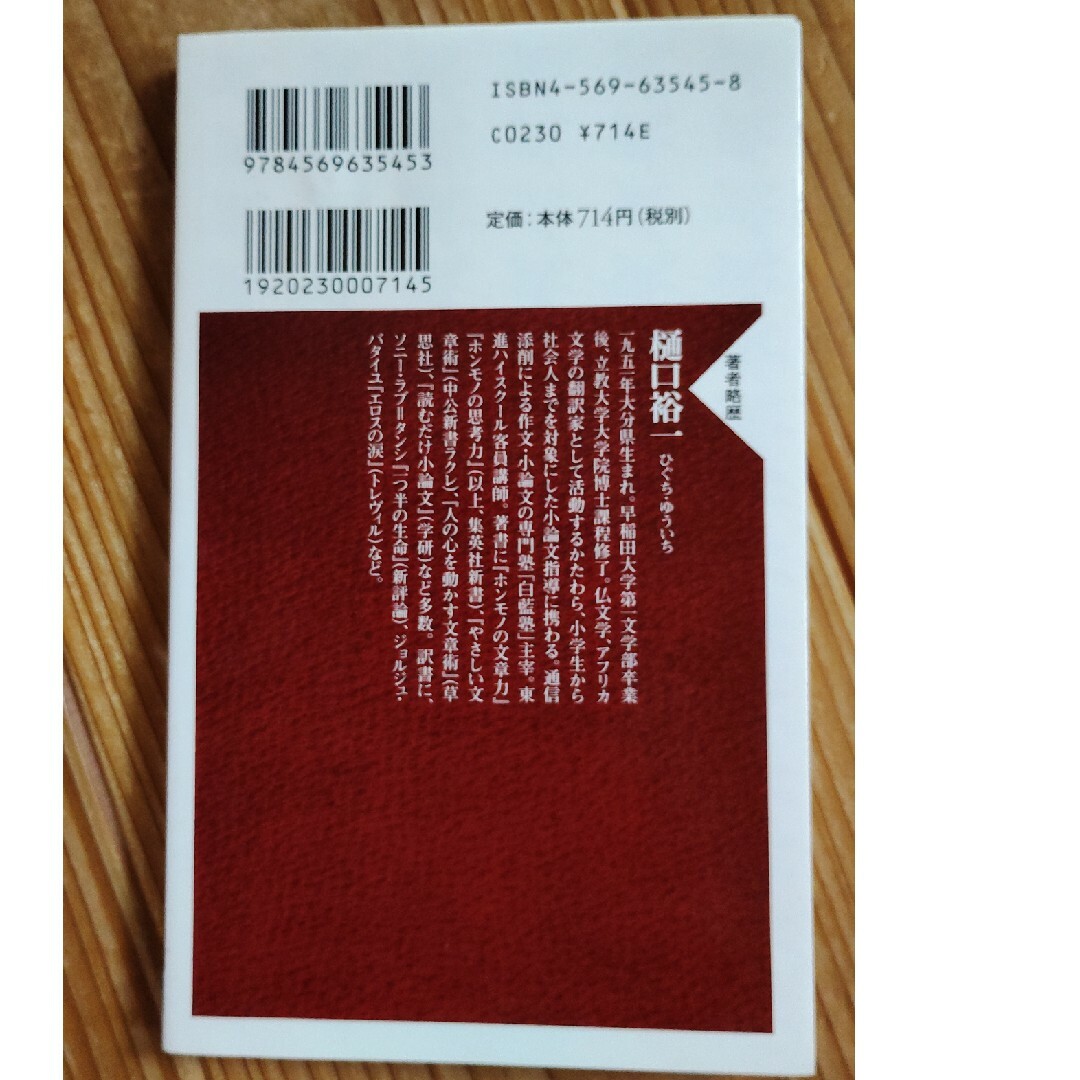 ISBN4-569-63545-8
C0230 ¥714E
9784569635453
定価：本体714円（税別）
1920230007145
著者略歴
樋口裕一 ひぐち・ゆういち
一九五一年大分県生まれ。早稲田大学第一文学部卒業
後、立教大学大学院博士課程修了。仏文学、アフリカ
文学の翻訳家として活動するかたわら、小学生から
社会人までを対象にした小論文指導に携わる。通信
添削による作文・小論文の専門塾「白藍塾」主宰。東
進ハイスクール客員講師。著書に『ホンモノの文章力』
『ホンモノの思考力』（以上、集英社新書）、『やさしい文
章術』（中公新書ラクレ）、『人の心を動かす文章術』（草
思社）、『読むだけ小論文』（学研）など多数。訳書に、
ソニー・ラブ＝タンシ『一つ半の生命』（新評論）、ジョルジュ・
バタイユ『エロスの涙』（トレヴィル）など。